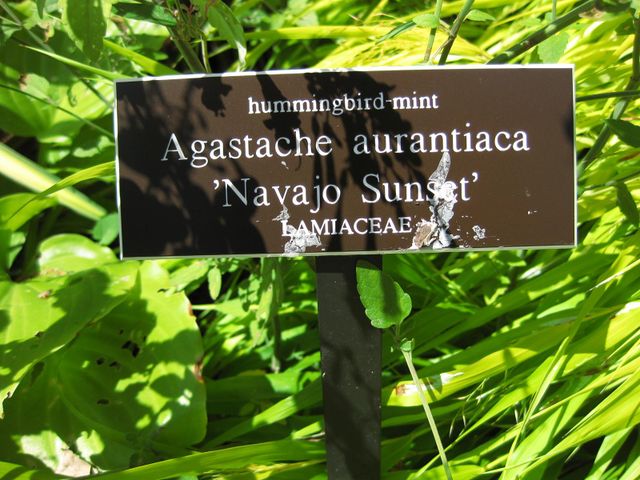 hummingbird-mint
Agastache aurantiaca
'Navajo Sunset'
LAMIACEAE